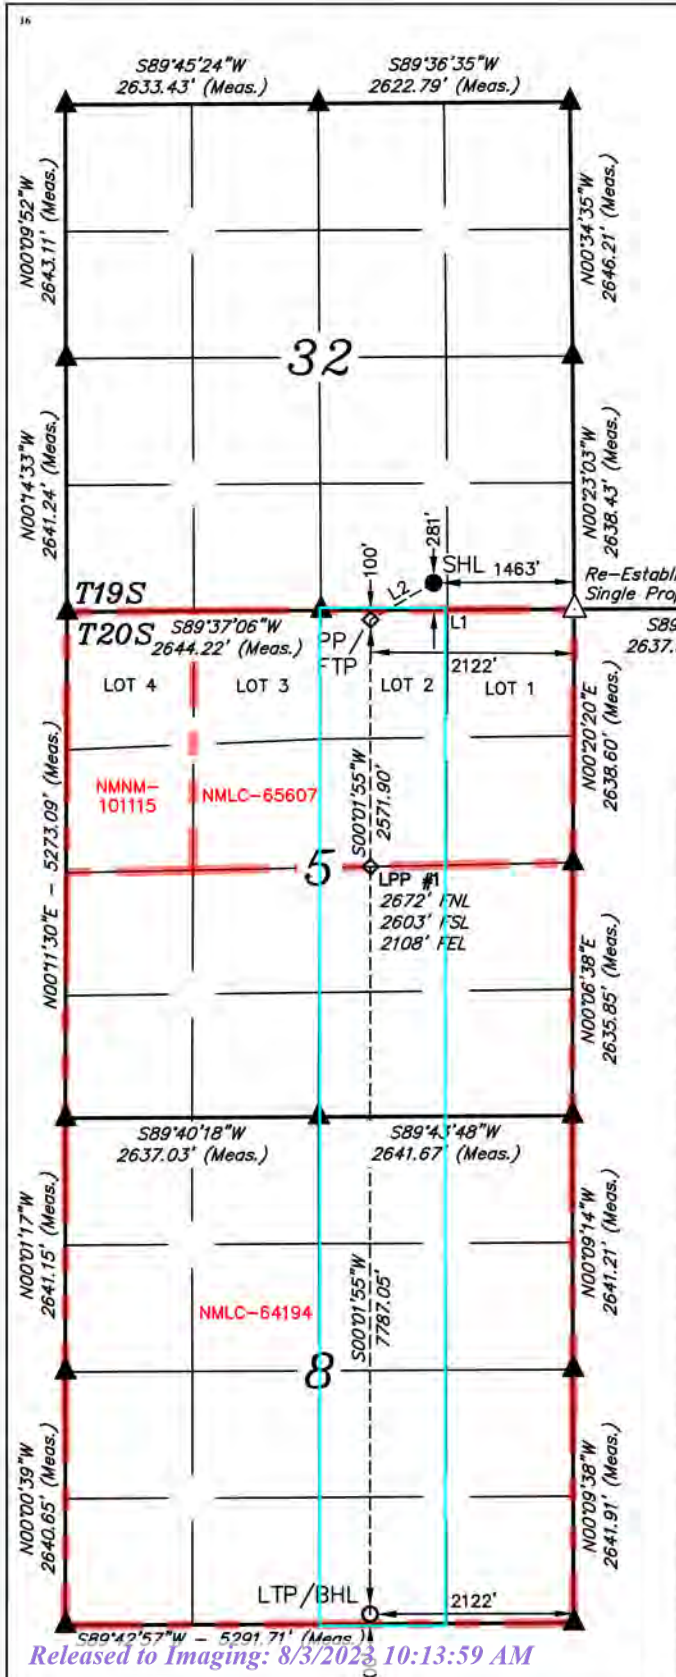 16
S89°45'24"W
2633.43' (Meas.)
S89°36'35"W
2622.79' (Meas.)
N00°09'52"W
2643.11' (Meas.)
N00°34'35"W
2646.21' (Meas.)
32
N00°14'33"W
2641.24' (Meas.)
N00°23'03"W
2638.43' (Meas.)
281'
100'
SHL
1463'
L2
T19S
T20S
S89°37'06"W
2644.22' (Meas.)
PP/
FTP
L1
2122'
Single
2637.
LOT 4
LOT 3
LOT 2
LOT 1
N00°20'20"E
2638.60' (Meas.)
NMNM-
101115
NMLC-65607
S00°01'55"W
2571.90'
N00°11'30"E - 5273.09' (Meas.)
5
LPP #1
2672' FNL
2603' FSL
2108' FEL
N00°06'38"E
2635.85' (Meas.)
S89°40'18"W
2637.03' (Meas.)
S89°43'48"W
2641.67' (Meas.)
N00°01'17"W
2641.15' (Meas.)
N00°09'14"W
2641.21' (Meas.)
S00°01'55"W
7787.05'
NMLC-64194
8
N00°00'39"W
2640.65' (Meas.)
N00°09'38"W
2641.91' (Meas.)
LTP/BHL
2122'
S89°42'57"W - 5291.71' (Meas.)
Released to Imaging: 8/3/2023 10:13:59 AM